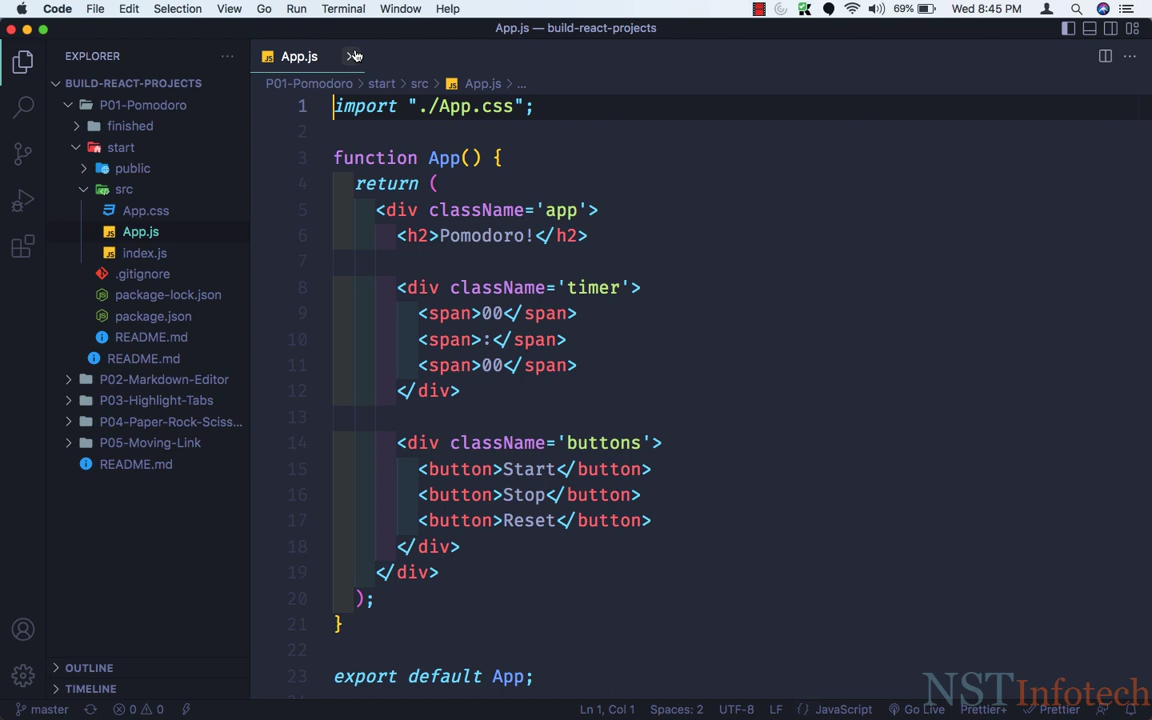 Code File Edit Selection View Go Run Terminal Window Help 69% Wed 8:45 PM
App.js — build-react-projects
EXPLORER
App.js
BUILD-REACT-PROJECTS
P01-Pomodoro
finished
start
public
src
App.css
App.js
index.js
.gitignore
package-lock.json
package.json
README.md
README.md
P02-Markdown-Editor
P03-Highlight-Tabs
P04-Paper-Rock-Sciss...
P05-Moving-Link
README.md
OUTLINE
TIMELINE
P01-Pomodoro > start > src > App.js > ...
1 import "./App.css";
2
3 function App() {
4 return (
5 <div className='app'>
6 <h2>Pomodoro!</h2>
7
8 <div className='timer'>
9 <span>00</span>
10 <span>:</span>
11 <span>00</span>
12 </div>
13
14 <div className='buttons'>
15 <button>Start</button>
16 <button>Stop</button>
17 <button>Reset</button>
18 </div>
19 </div>
20 );
21 }
22
23 export default App;
master 0 0 Ln 1, Col 1 Spaces: 2 UTF-8 LF {} JavaScript Go Live Prettier+ Prettier
NSTInfotech